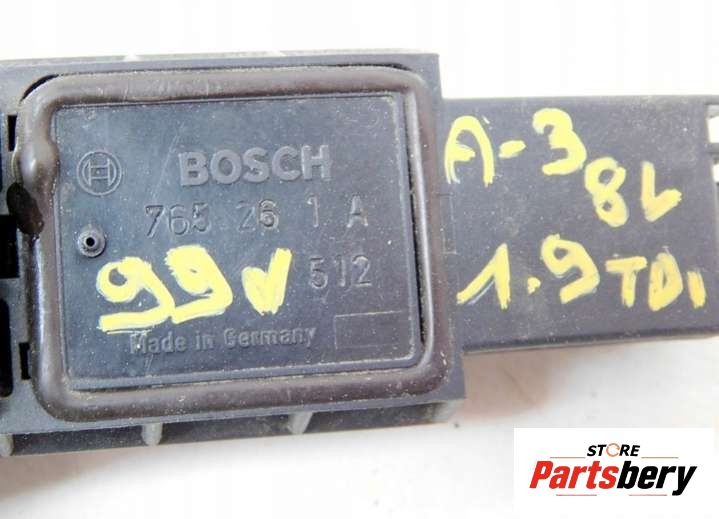 BOSCH
765 26 1 A
99v 512
Made in Germany
A-3
8L
1.9 TDi
STORE
Partsbery